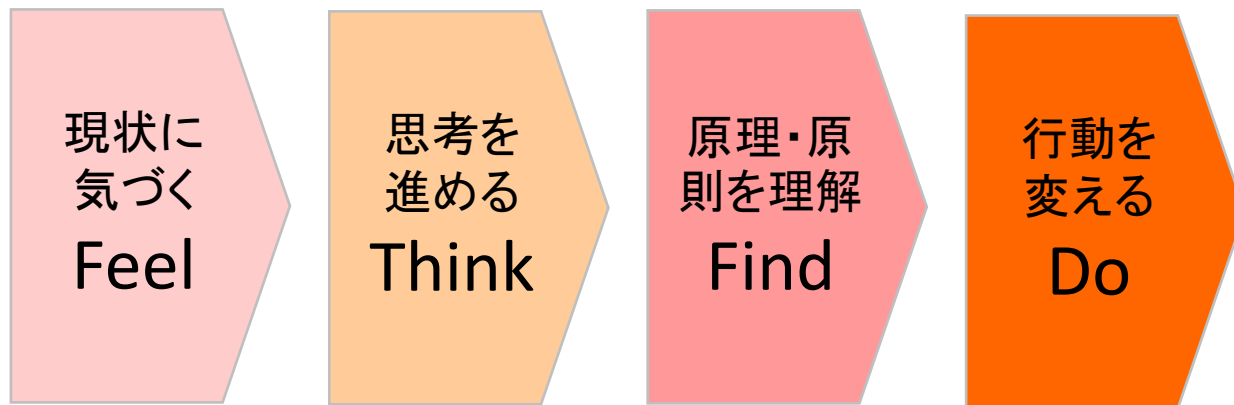 現状に
気づく
Feel
思考を
進める
Think
原理・原
則を理解
Find
行動を
変える
Do